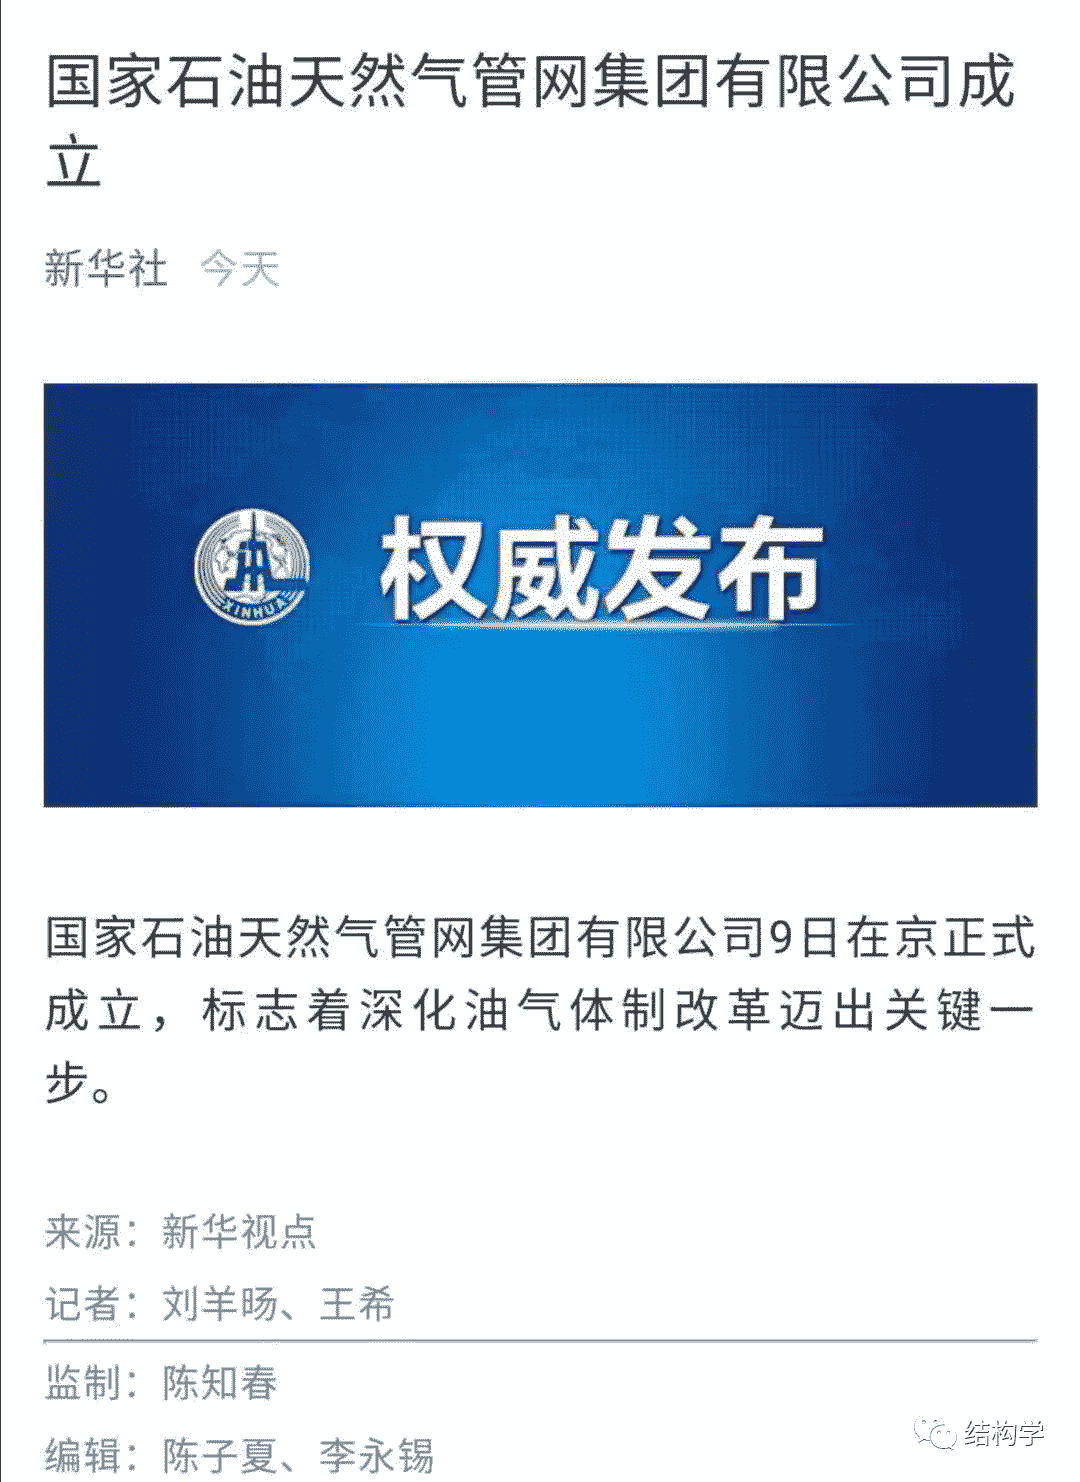 国家石油天然气管网集团有限公司成
立
新华社 今天
XINHUA
权威发布
国家石油天然气管网集团有限公司9日在京正式
成立，标志着深化油气体制改革迈出关键一
步。
来源：新华视点
记者：刘羊旸、王希
监制：陈知春
编辑：陈子夏、李永锡
结构学